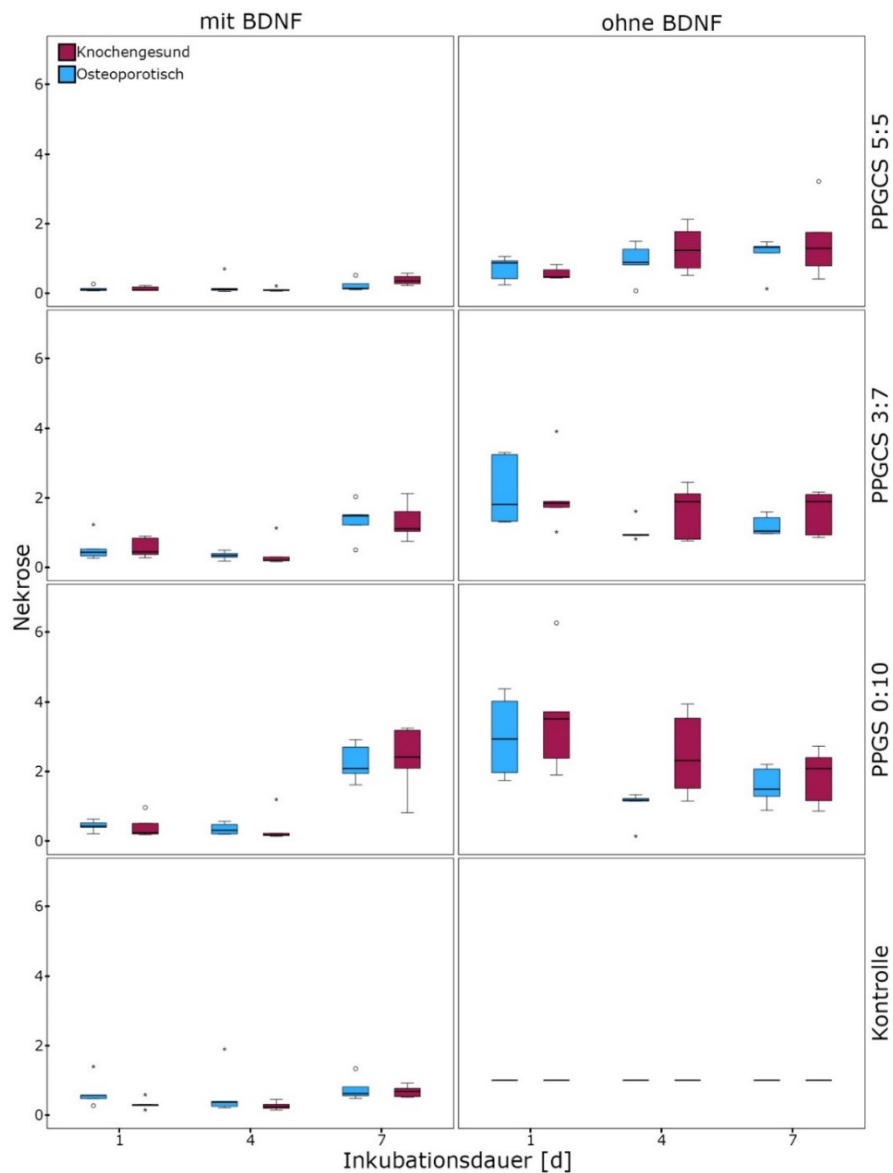 mit BDNF
ohne BDNF
Knochengesund
Osteoporotisch
6
4
2
0
PPGCS 5:5
6
4
2
0
PPGCS 3:7
Nekrose
6
4
2
0
PPGS 0:10
6
4
2
0
Kontrolle
1
4
7
1
4
7
Inkubationsdauer [d]